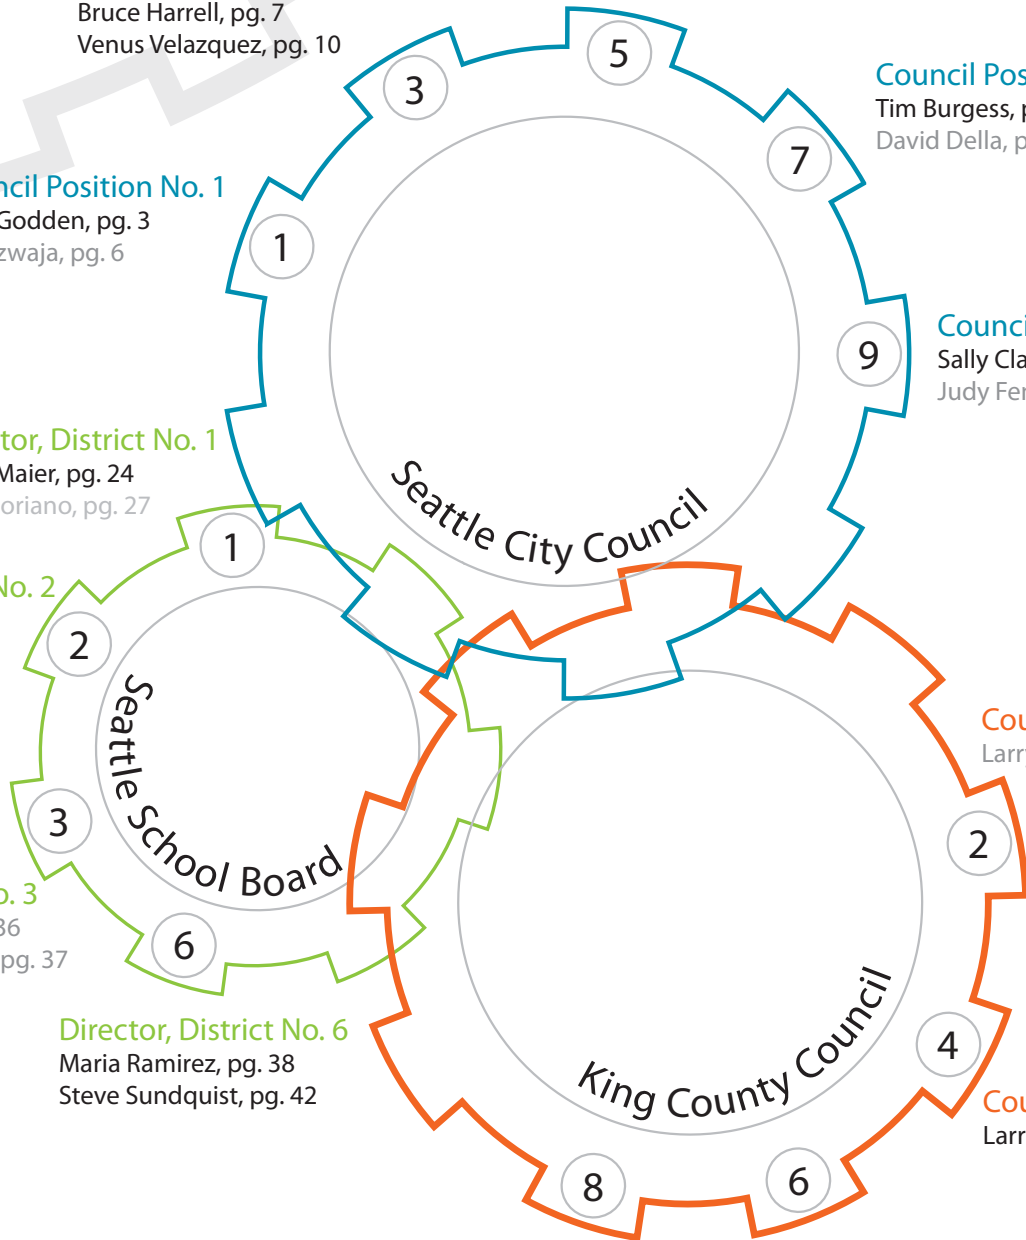 Bruce Harrell, pg. 7
Venus Velazquez, pg. 10
3
5
7
1
9
Council Pos
Tim Burgess, p
David Della, p
ncil Position No. 1
Godden, pg. 3
zwaja, pg. 6
Counci
Sally Cla
Judy Fer
Seattle City Council
tor, District No. 1
Maier, pg. 24
oriano, pg. 27
No. 2
1
2
3
6
Seattle School Board
o. 3
36
pg. 37
Director, District No. 6
Maria Ramirez, pg. 38
Steve Sundquist, pg. 42
Cou
Larry
2
4
6
8
King County Council
Cou
Larr